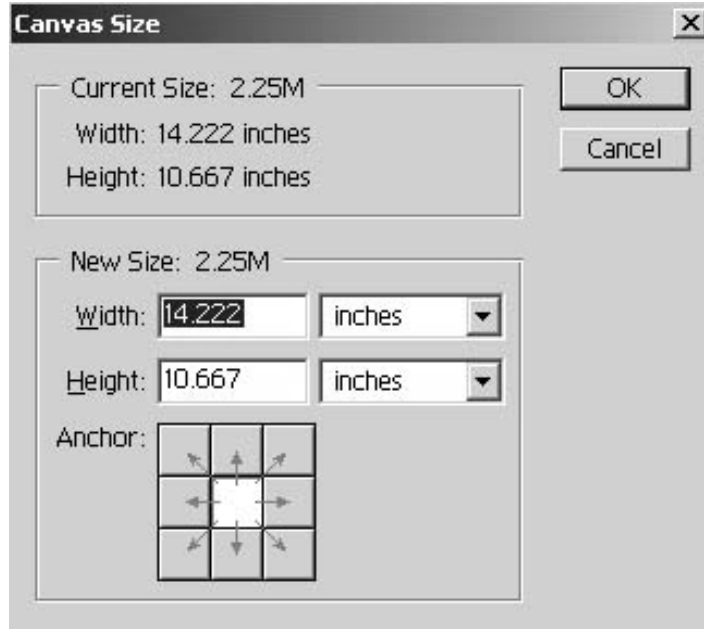 Canvas Size
Current Size: 2.25M
OK
Width: 14.222 inches
Cancel
Height: 10.667 inches
New Size: 2.25M
Width: 14.222 inches
Height: 10.667 inches
Anchor: